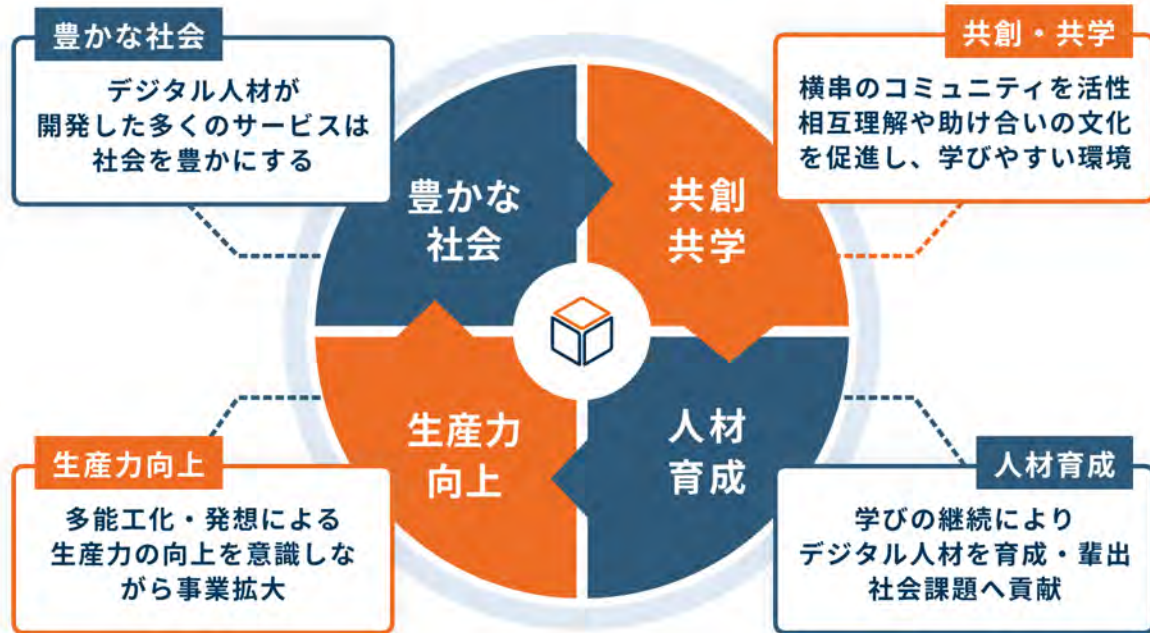 豊かな社会
デジタル人材が
開発した多くのサービスは
社会を豊かにする
共創・共学
横串のコミュニティを活性
相互理解や助け合いの文化
を促進し、学びやすい環境
豊かな
社会
共創
共学
生産力
向上
人材
育成
生産力向上
多能工化・発想による
生産力の向上を意識しな
がら事業拡大
人材育成
学びの継続により
デジタル人材を育成・輩出
社会課題へ貢献